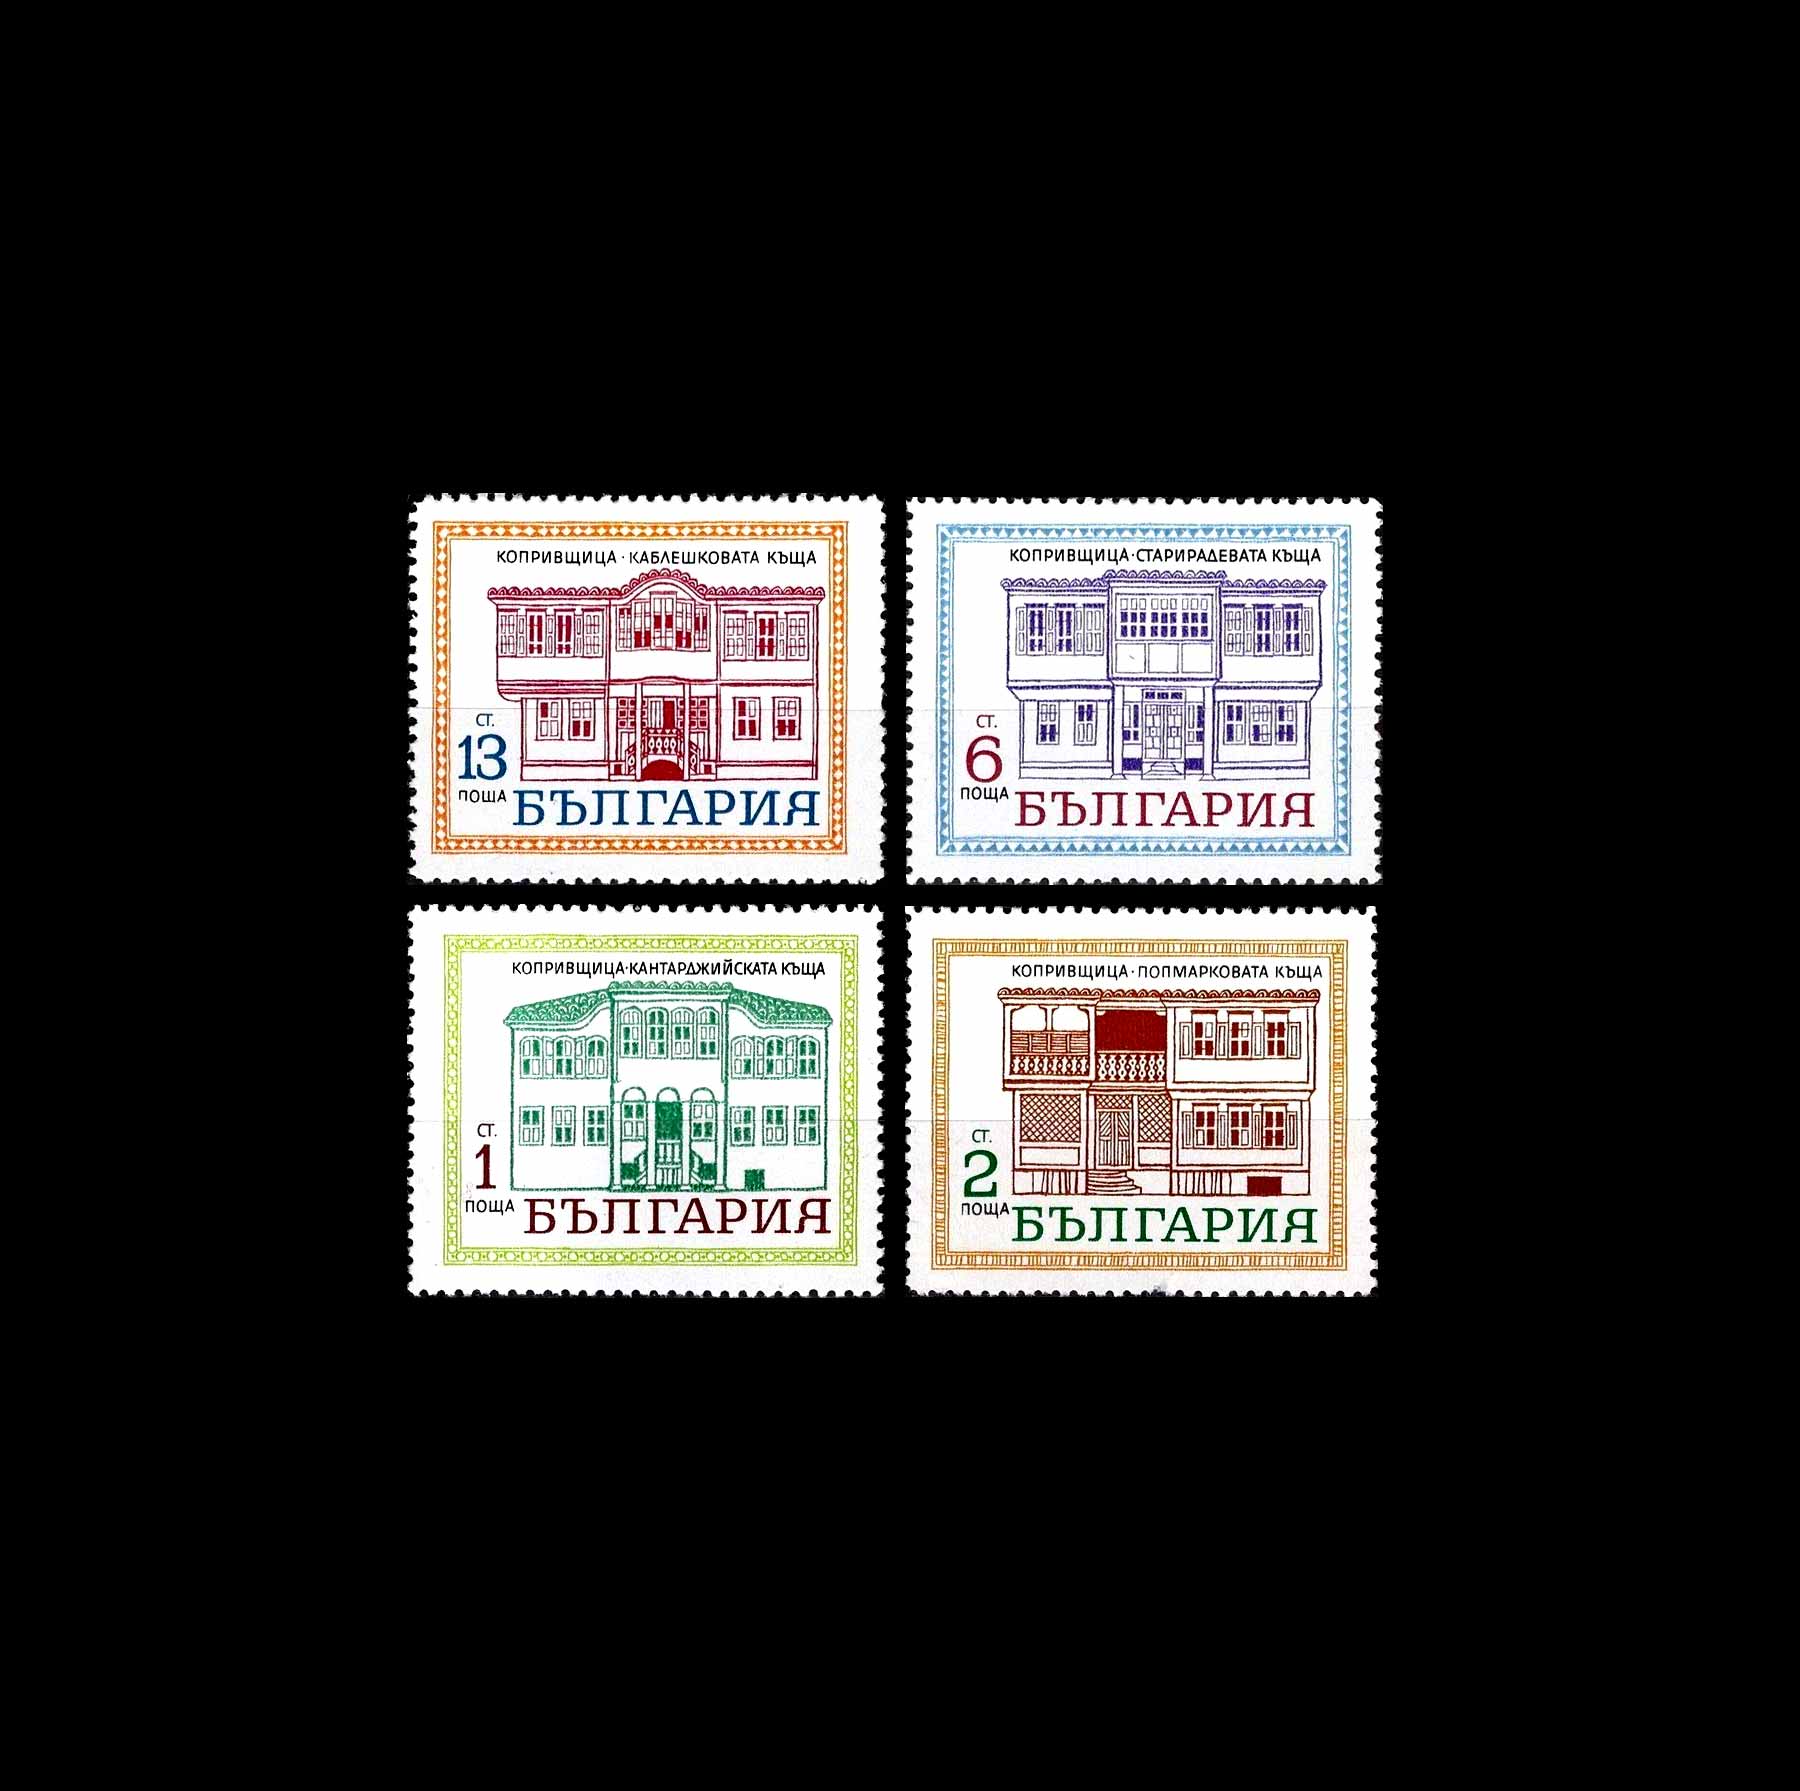 КОПРИВЩИЦА · КАБЛЕШКОВАТА КЪЩА
СТ.
13
ПОЩА
БЪЛГАРИЯ
КОПРИВЩИЦА · СТАРИРАДЕВАТА КЪЩА
СТ.
6
ПОЩА
БЪЛГАРИЯ
КОПРИВЩИЦА · КАНТАРДЖИЙСКАТА КЪЩА
СТ.
1
ПОЩА
БЪЛГАРИЯ
КОПРИВЩИЦА · ПОПМАРКОВАТА КЪЩА
СТ.
2
ПОЩА
БЪЛГАРИЯ